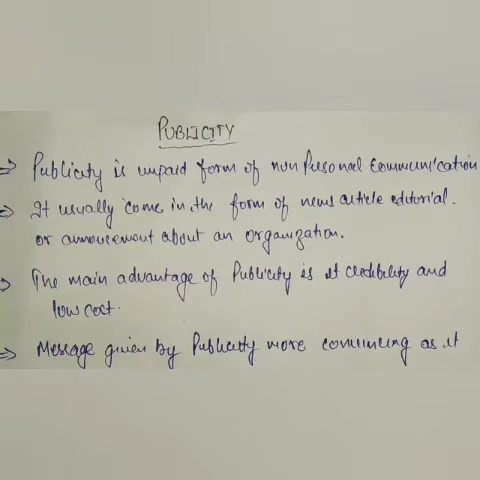 PUBLICITY
⇒ Publicity is unpaid form of non Personal Communication
⇒ It usually come in the form of news article editorial.
or announcement about an organization.
⇒ The main advantage of Publicity is it credibility and
low cost.
⇒ Message given by Publicity more convincing as it